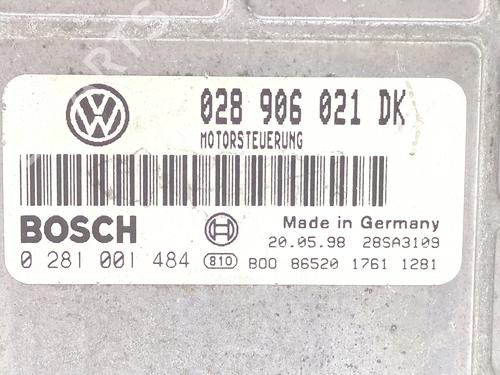 028 906 021 DK
MOTORSTEUERUNG
BOSCH
Made in Germany
20.05.98 28SA3109
0 281 001 484 810 B00 86520 1761 1281